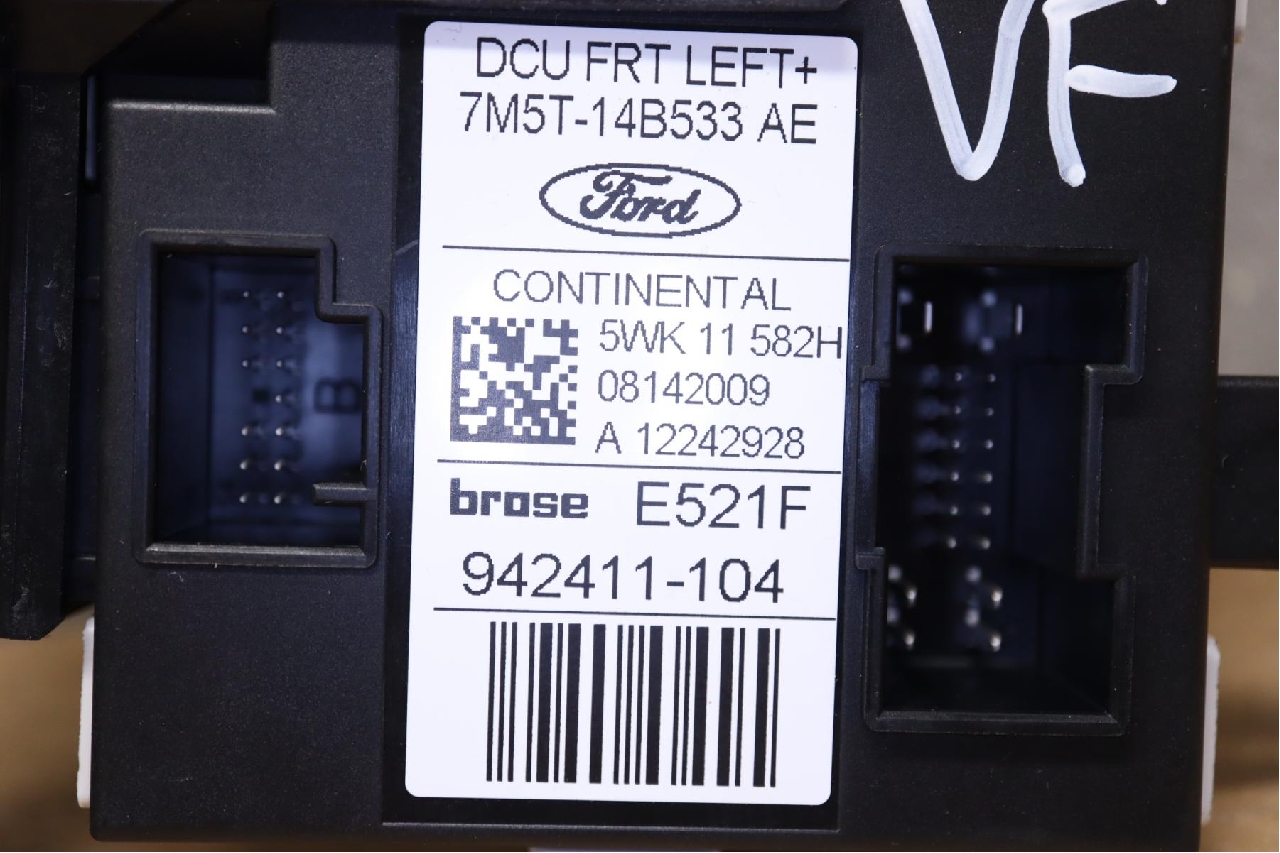 VF
DCU FRT LEFT+
7M5T-14B533 AE
Ford
CONTINENTAL
5WK 11 582H
08142009
A 12242928
brose E521F
942411-104
B